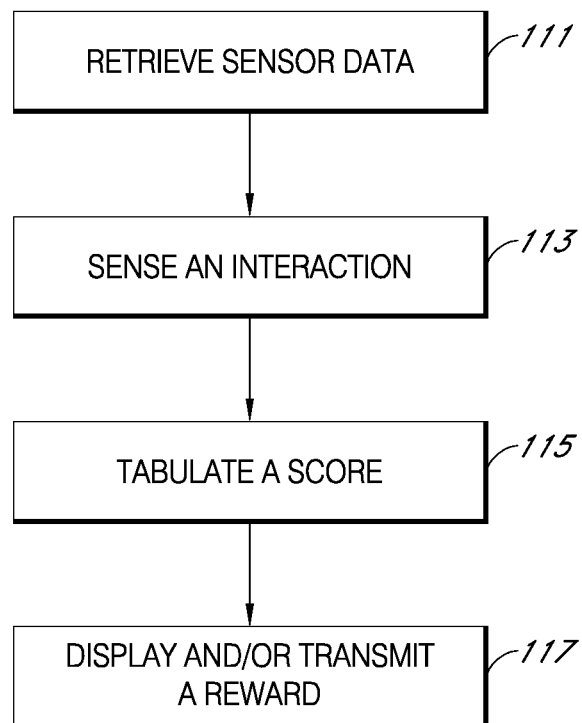 RETRIEVE SENSOR DATA
111
SENSE AN INTERACTION
113
TABULATE A SCORE
115
DISPLAY AND/OR TRANSMIT
A REWARD
117